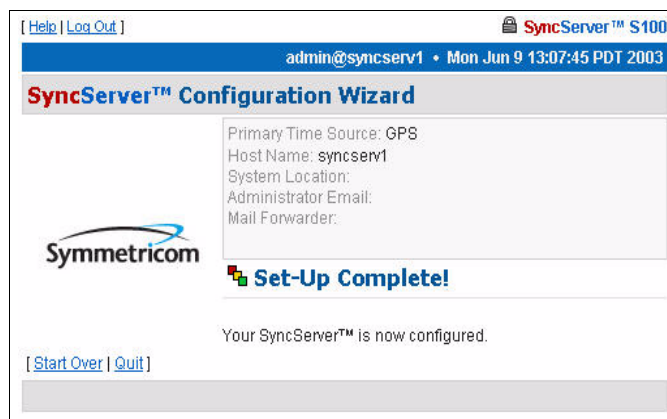 [ Help | Log Out ]
SyncServer™ S100
admin@syncserv1 • Mon Jun 9 13:07:45 PDT 2003
SyncServer™ Configuration Wizard
Primary Time Source: GPS
Host Name: syncserv1
System Location:
Administrator Email:
Mail Forwarder:
Symmetricom
Set-Up Complete!
Your SyncServer™ is now configured.
[ Start Over | Quit ]